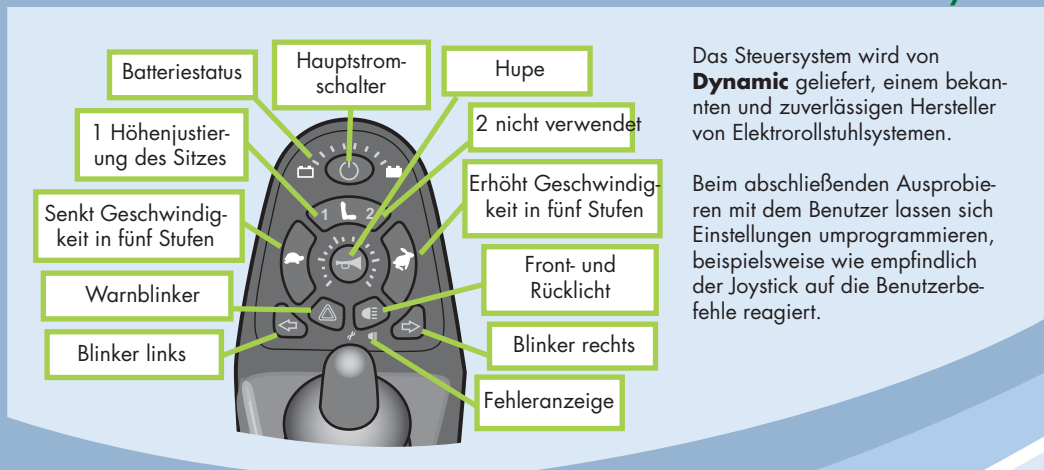 Batteriestatus
Hauptstrom-
schalter
Hupe
1 Höhenjustier-
ung des Sitzes
2 nicht verwendet
Senkt Geschwindig-
keit in fünf Stufen
Erhöht Geschwindig-
keit in fünf Stufen
Warnblinker
Front- und
Rücklicht
Blinker links
Blinker rechts
Fehleranzeige
1
2
Das Steuersystem wird von
Dynamic geliefert, einem bekan-
nten und zuverlässigen Hersteller
von Elektrorollstuhlsystemen.
Beim abschließenden Ausprobie-
ren mit dem Benutzer lassen sich
Einstellungen umprogrammieren,
beispielsweise wie empfindlich
der Joystick auf die Benutzerbe-
fehle reagiert.